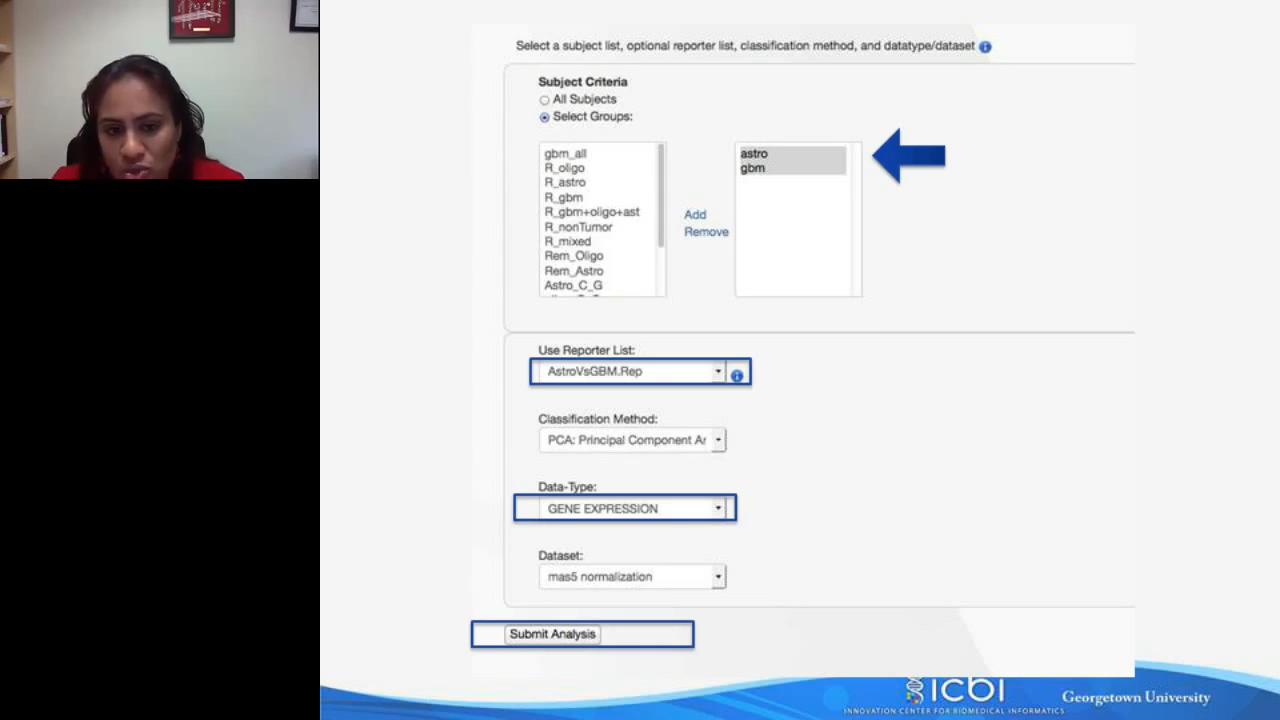 Select a subject list, optional reporter list, classification method, and datatype/dataset
Subject Criteria
All Subjects
Select Groups:
gbm_all
R_oligo
R_astro
R_gbm
R_gbm+oligo+ast
R_nonTumor
R_mixed
Rem_Oligo
Rem_Astro
Astro_C_G
Add
Remove
astro
gbm
Use Reporter List:
AstroVsGBM.Rep
Classification Method:
PCA: Principal Component Ar
Data-Type:
GENE EXPRESSION
Dataset:
mas5 normalization
Submit Analysis
icbi
INNOVATION CENTER FOR BIOMEDICAL INFORMATICS
Georgetown University